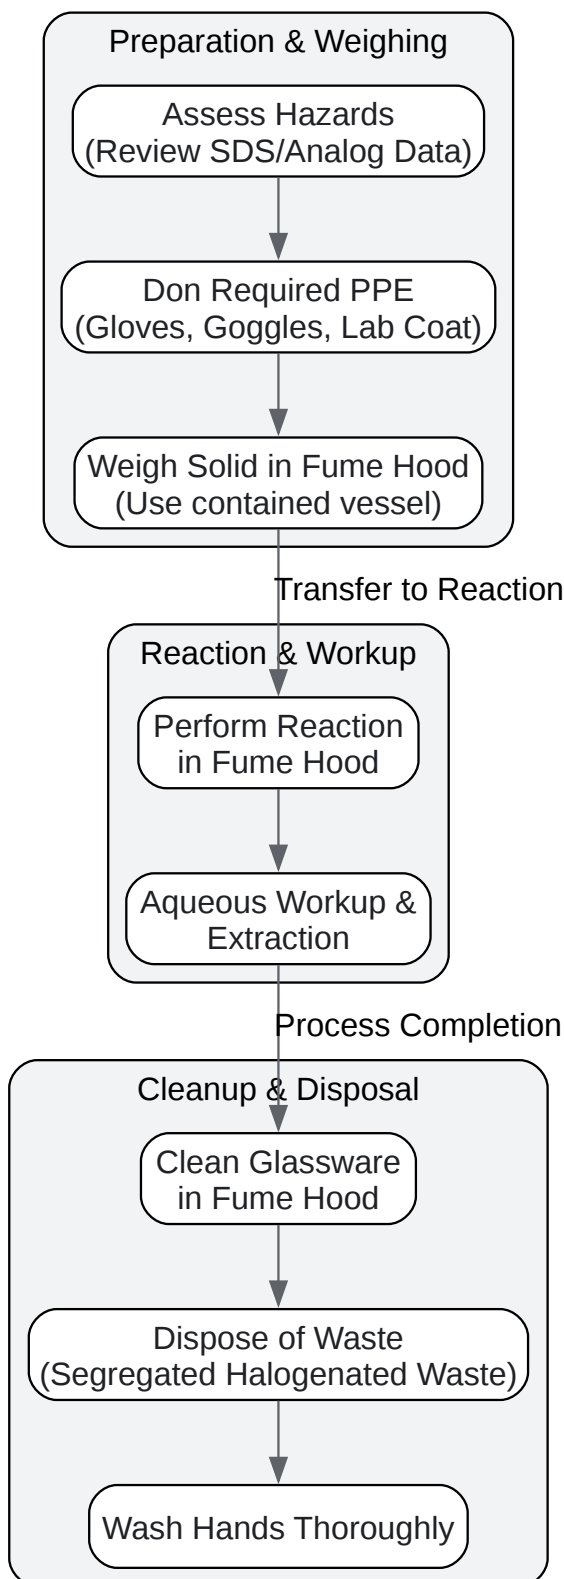 Preparation & Weighing
Assess Hazards
(Review SDS/Analog Data)
Don Required PPE
(Gloves, Goggles, Lab Coat)
Weigh Solid in Fume Hood
(Use contained vessel)
Transfer to Reaction
Reaction & Workup
Perform Reaction
in Fume Hood
Aqueous Workup &
Extraction
Process Completion
Cleanup & Disposal
Clean Glassware
in Fume Hood
Dispose of Waste
(Segregated Halogenated Waste)
Wash Hands Thoroughly